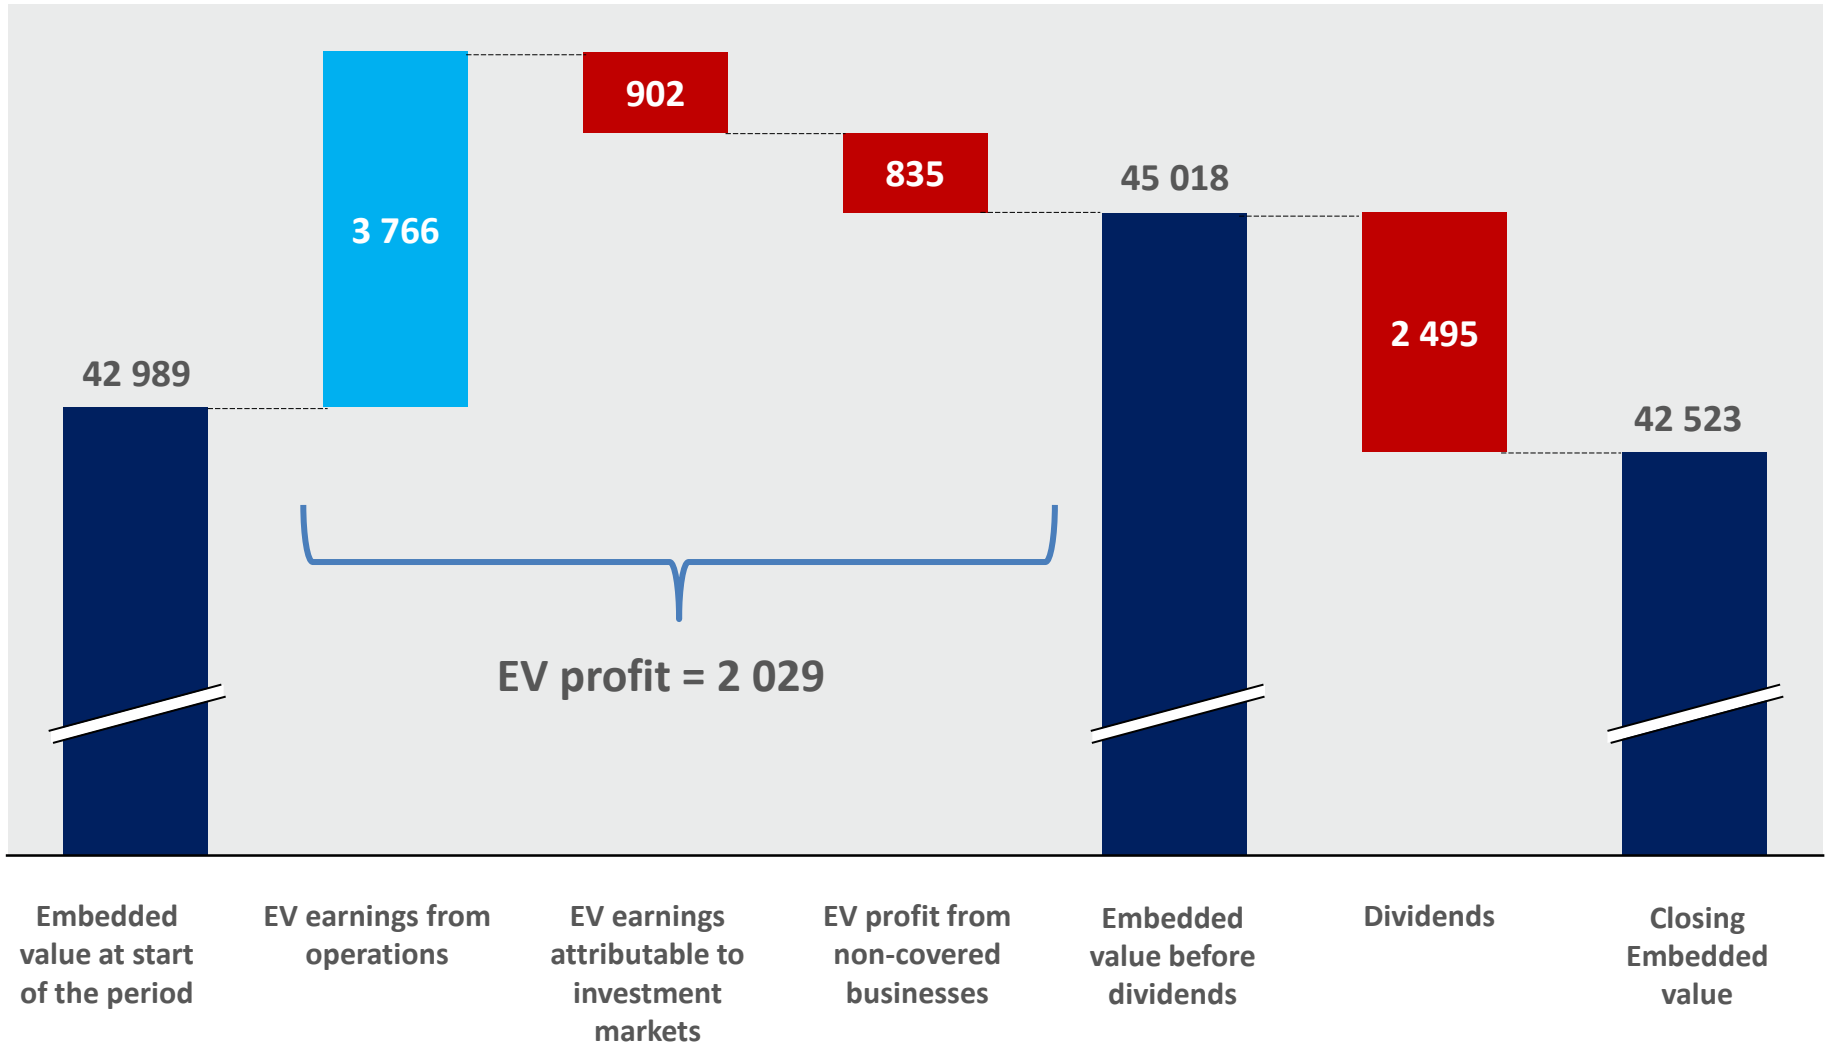 902
835
45 018
3 766
2 495
42 989
42 523
EV profit = 2 029
Embedded
value at start
of the period
EV earnings from
operations
EV earnings
attributable to
investment
markets
EV profit from
non-covered
businesses
Embedded
value before
dividends
Dividends
Closing
Embedded
value